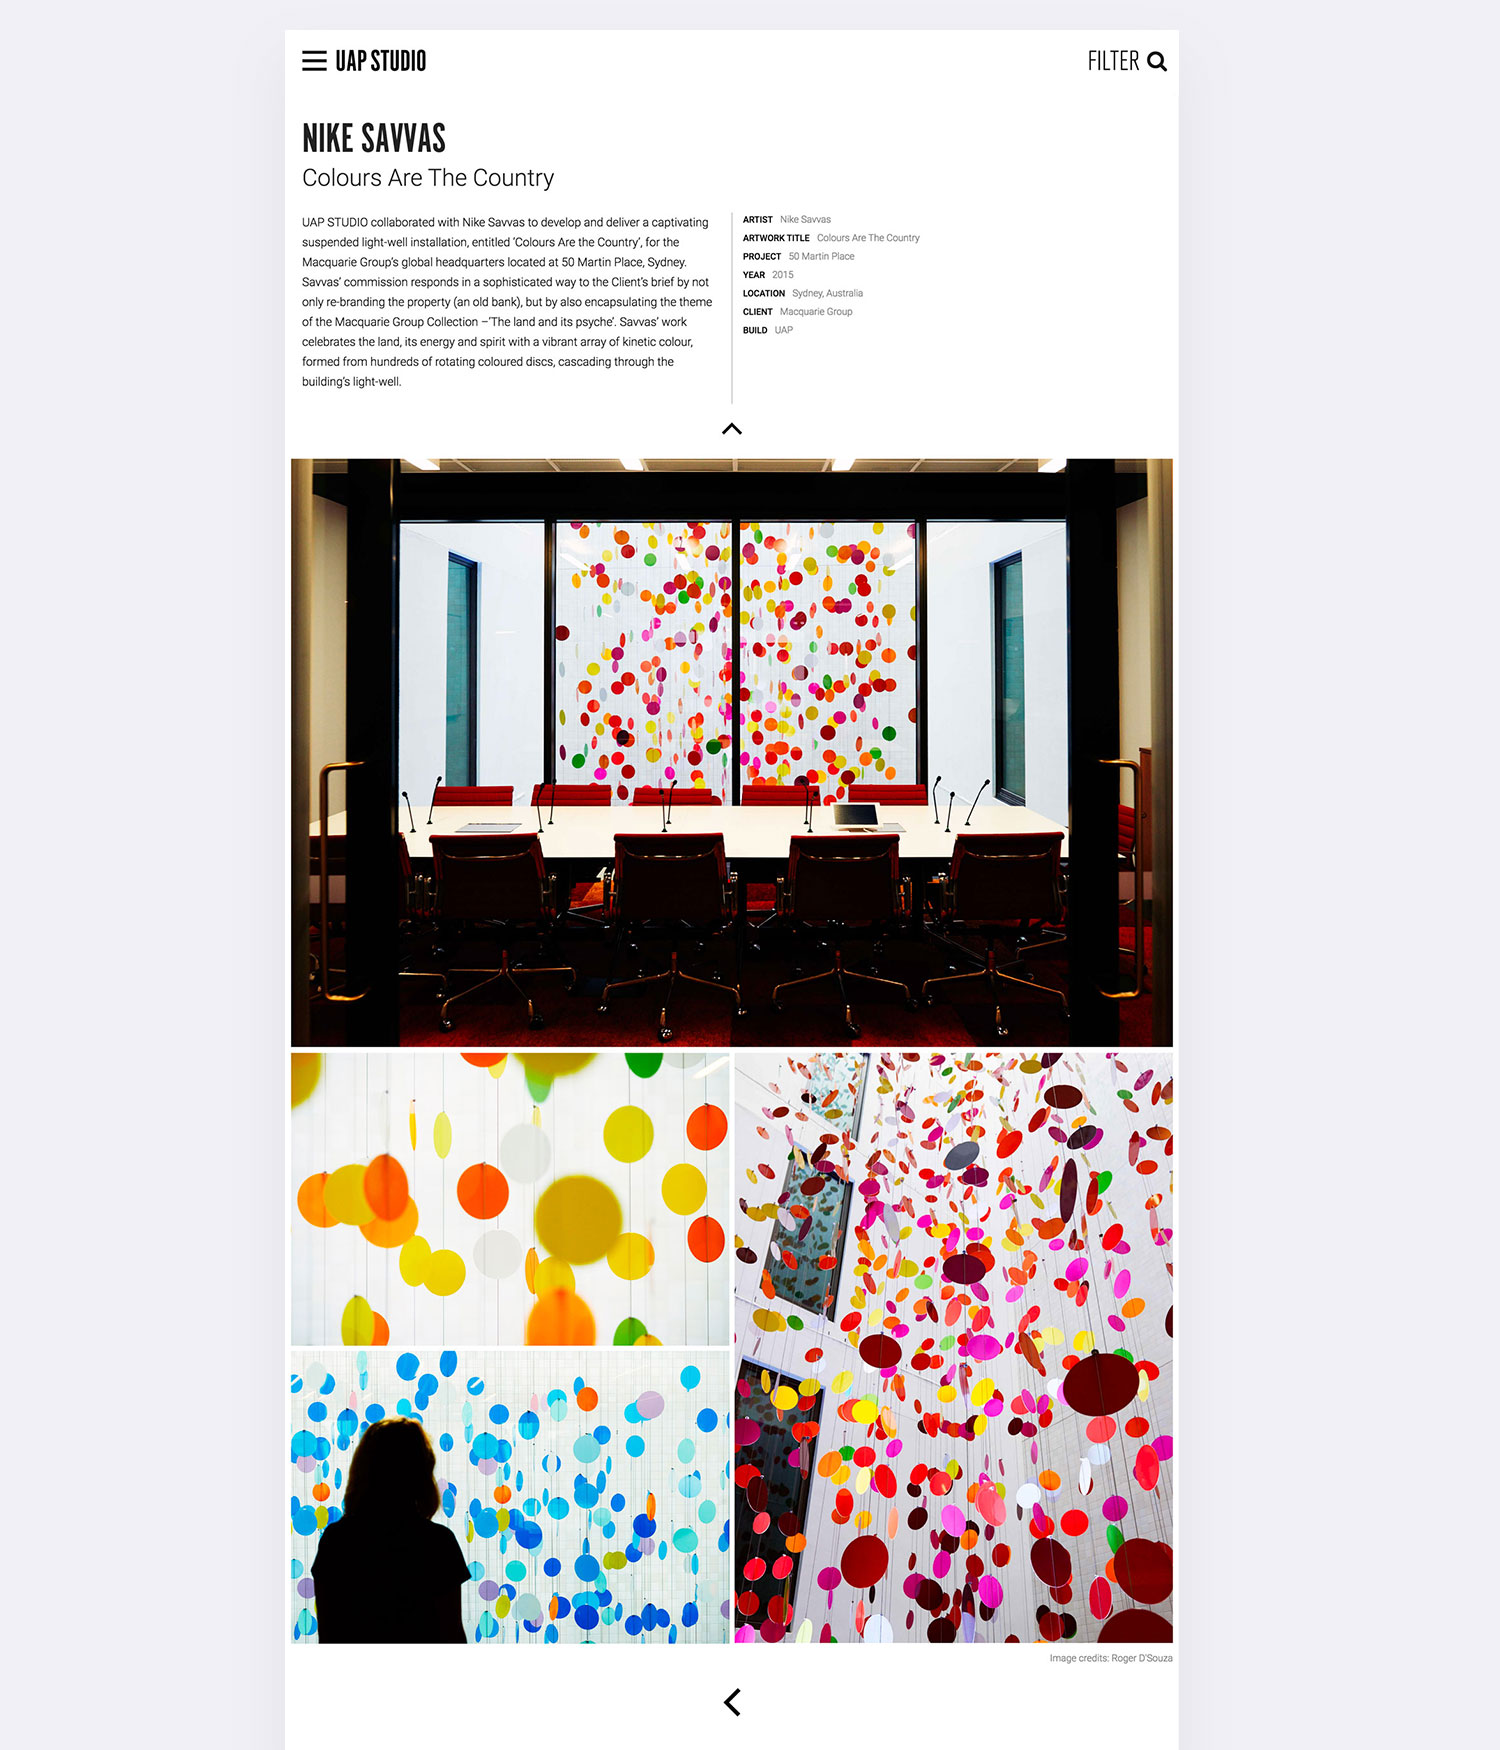 UAP STUDIO
FILTER
NIKE SAVVAS
Colours Are The Country
UAP STUDIO collaborated with Nike Savvas to develop and deliver a captivating
suspended light-well installation, entitled ‘Colours Are the Country’, for the
Macquarie Group’s global headquarters located at 50 Martin Place, Sydney.
Savvas’ commission responds in a sophisticated way to the Client’s brief by not
only re-branding the property (an old bank), but by also encapsulating the theme
of the Macquarie Group Collection –‘The land and its psyche’. Savvas’ work
celebrates the land, its energy and spirit with a vibrant array of kinetic colour,
formed from hundreds of rotating coloured discs, cascading through the
building’s light-well.
ARTIST Nike Savvas
ARTWORK TITLE Colours Are The Country
PROJECT 50 Martin Place
YEAR 2015
LOCATION Sydney, Australia
CLIENT Macquarie Group
BUILD UAP
Image credits: Roger D'Souza